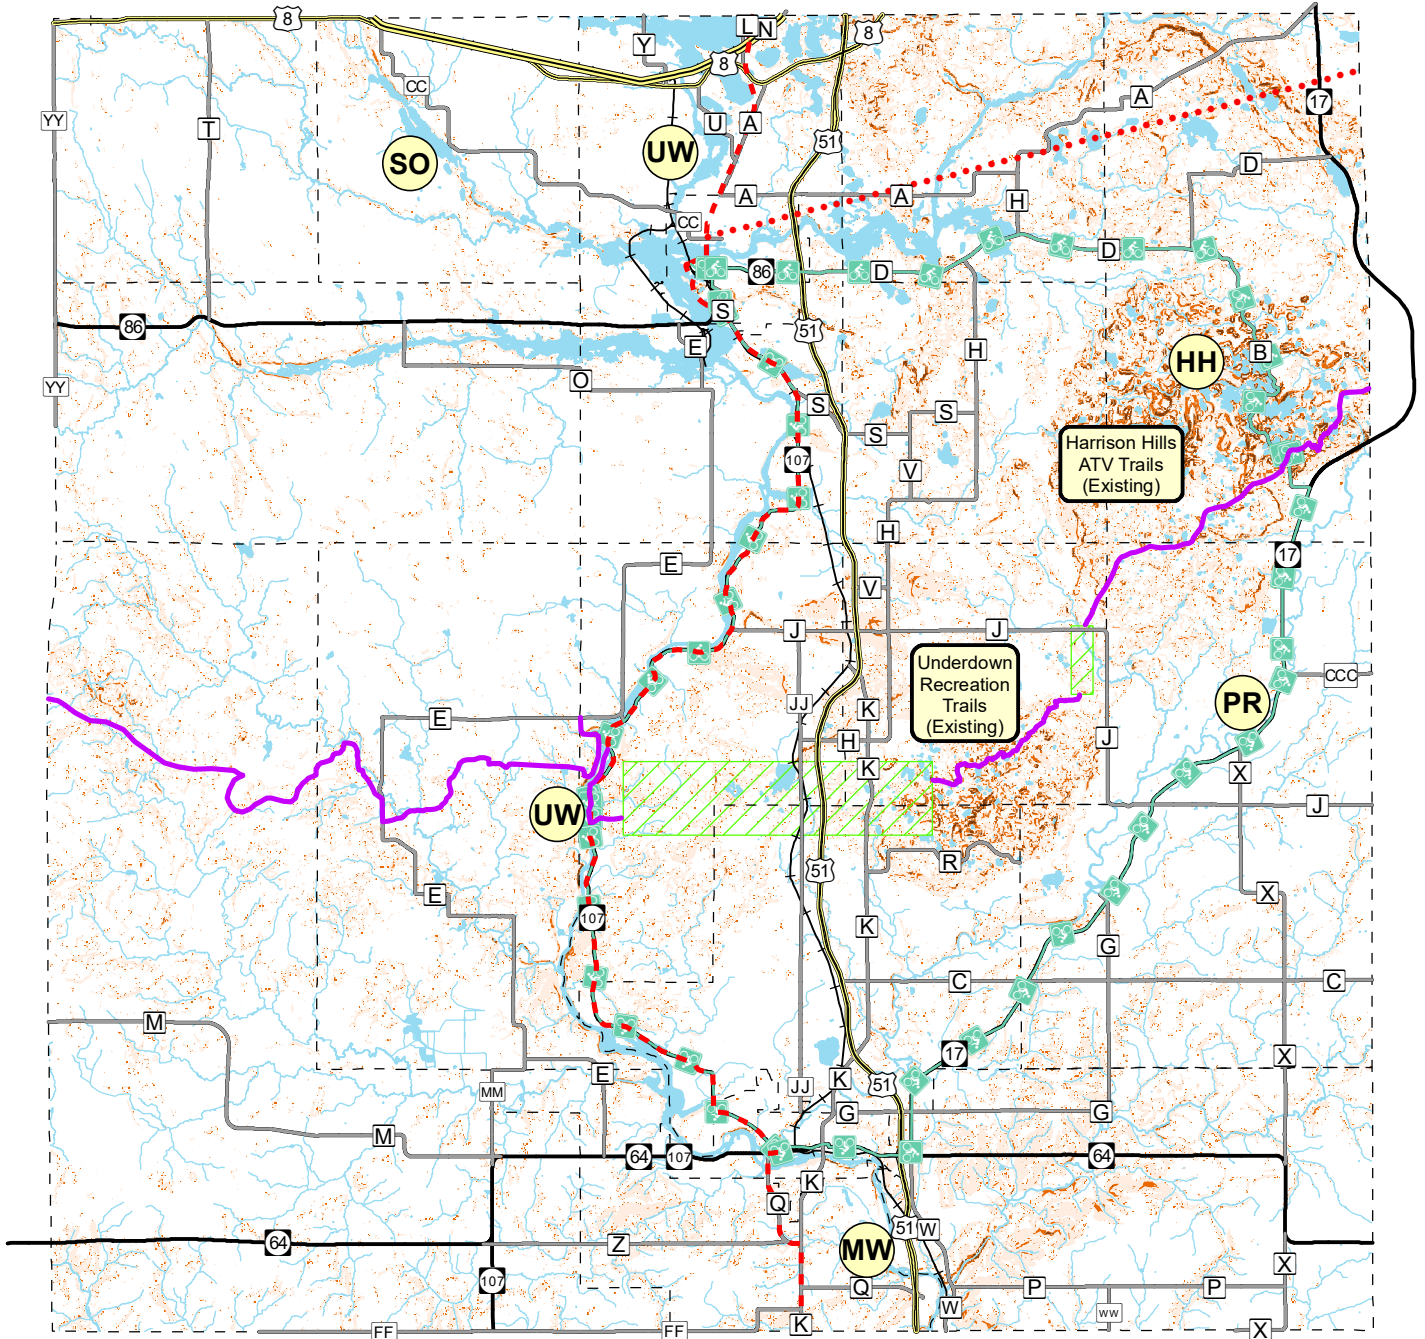 8
L N
Y
8
8
CC
A
17
YY
T
U
A
51
SO
UW
D
A
A
H
CC
D
86
D
S
86
51
E
H
B
HH
YY
O
S
S
S
Harrison Hills
ATV Trails
(Existing)
107
V
H
17
E
V
J
J
Underdown
Recreation
Trails
(Existing)
CCC
PR
JJ
K
E
H
J
K
X
J
UW
R
51
E
X
107
K
G
C
C
M
17
X
E
JJ
K
51
MM
G
G
M
64
107
64
K
Q
51
W
64
Z
MW
X
107
Q
P
P
W
WW
K
FF
FF
X